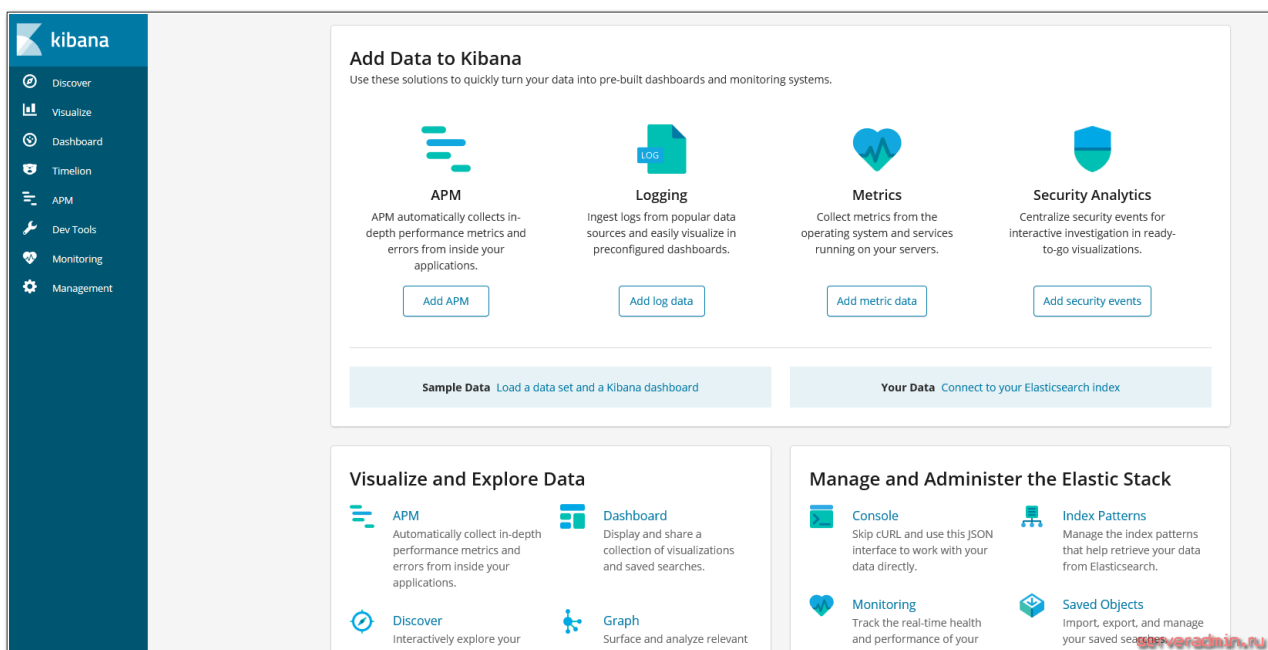 kibana
Discover
Visualize
Dashboard
Timelion
APM
Dev Tools
Monitoring
Management
Add Data to Kibana
Use these solutions to quickly turn your data into pre-built dashboards and monitoring systems.
APM
APM automatically collects in-
depth performance metrics and
errors from inside your
applications.
Add APM
LOG
Logging
Ingest logs from popular data
sources and easily visualize in
preconfigured dashboards.
Add log data
Metrics
Collect metrics from the
operating system and services
running on your servers.
Add metric data
Security Analytics
Centralize security events for
interactive investigation in ready-
to-go visualizations.
Add security events
Sample Data Load a data set and a Kibana dashboard
Your Data Connect to your Elasticsearch index
Visualize and Explore Data
APM
Automatically collect in-depth
performance metrics and
errors from inside your
applications.
Dashboard
Display and share a
collection of visualizations
and saved searches.
Discover
Interactively explore your
Graph
Surface and analyze relevant
Manage and Administer the Elastic Stack
Console
Skip cURL and use this JSON
interface to work with your
data directly.
Index Patterns
Manage the index patterns
that help retrieve your data
from Elasticsearch.
Monitoring
Track the real-time health
and performance of your
Saved Objects
Import, export, and manage
your saved searches.
serveradmin.ru